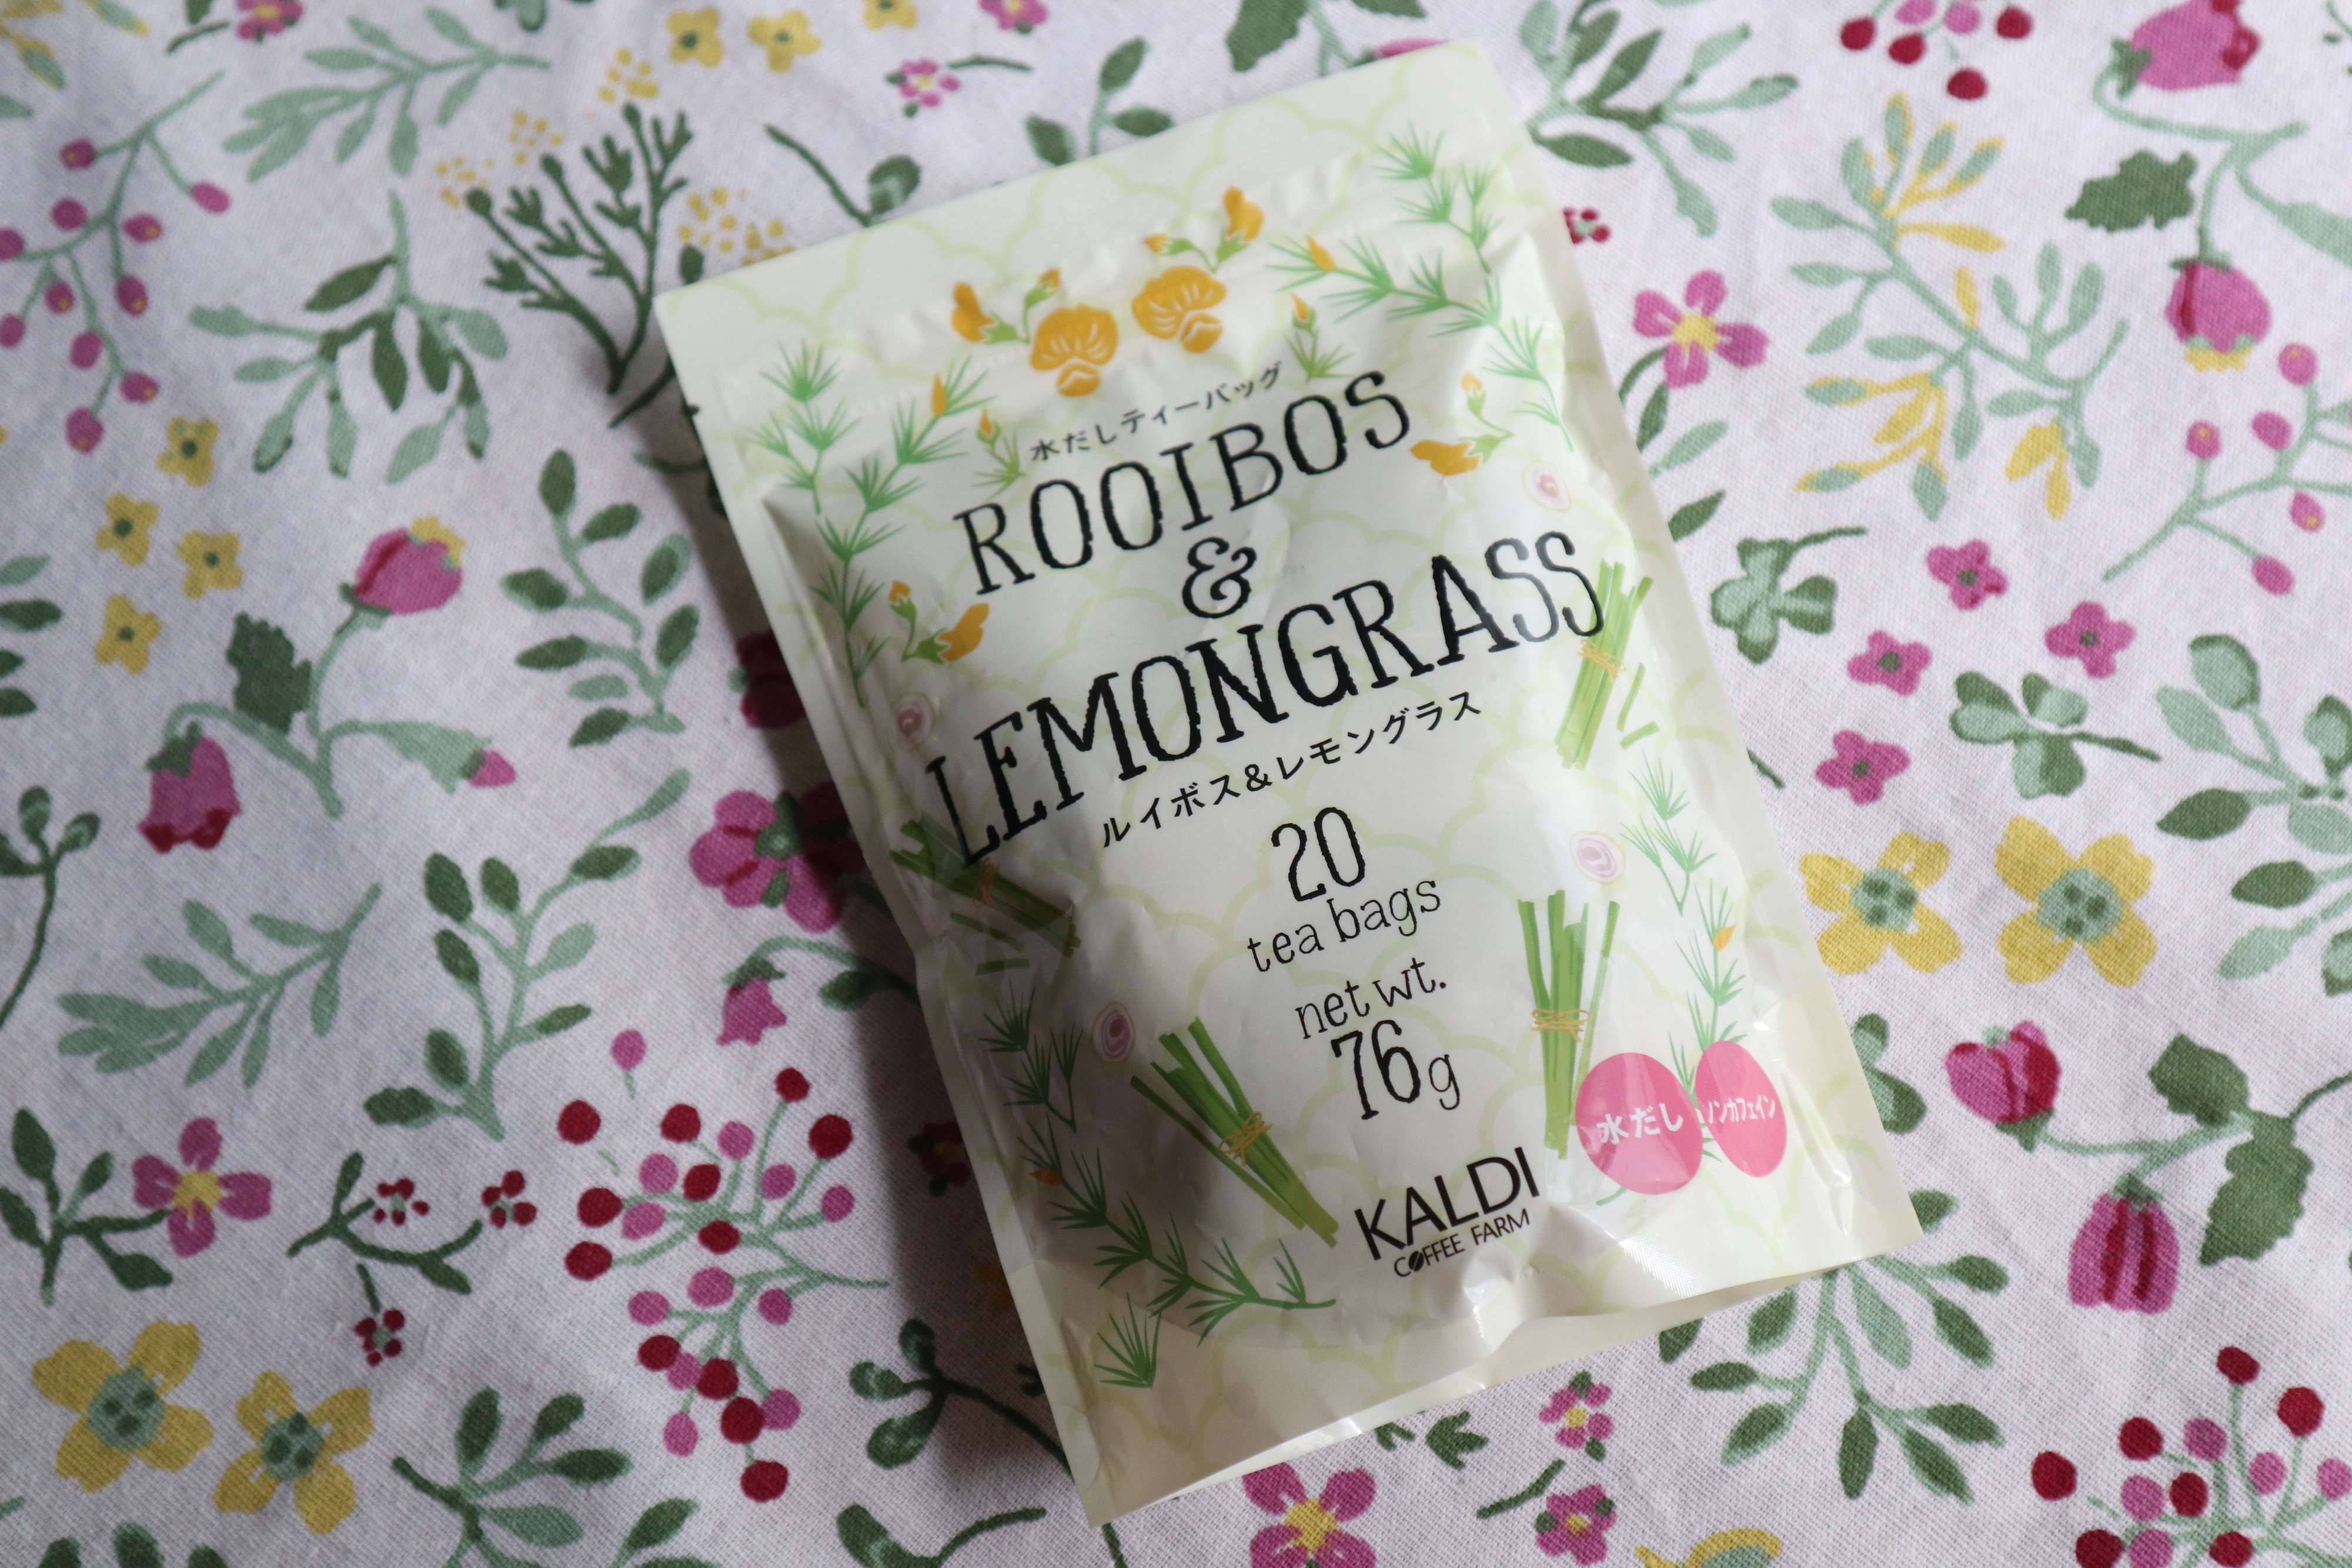 水だしティーバッグ
ROOIBOS
&
LEMONGRASS
ルイボス&レモングラス
20
tea bags
net wt.
76g
水だし
ノンカフェイン
KALDI
COFFEE FARM